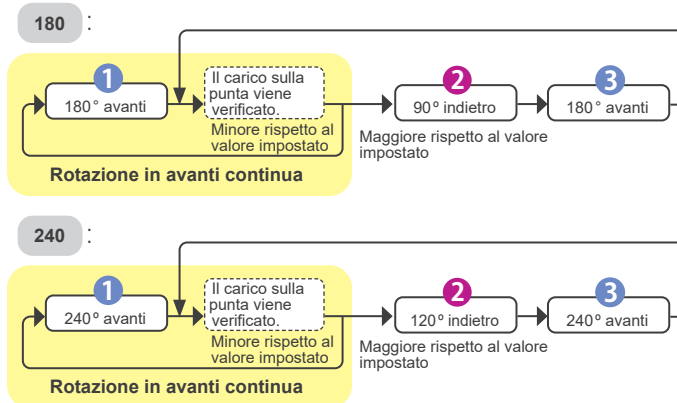 180 :
1
2
3
180° avanti
Il carico sulla
punta viene
verificato.
90° indietro
180° avanti
Minore rispetto al
valore impostato
Maggiore rispetto al valore
impostato
Rotazione in avanti continua
240 :
1
2
3
240° avanti
Il carico sulla
punta viene
verificato.
120° indietro
240° avanti
Minore rispetto al
valore impostato
Maggiore rispetto al valore
impostato
Rotazione in avanti continua